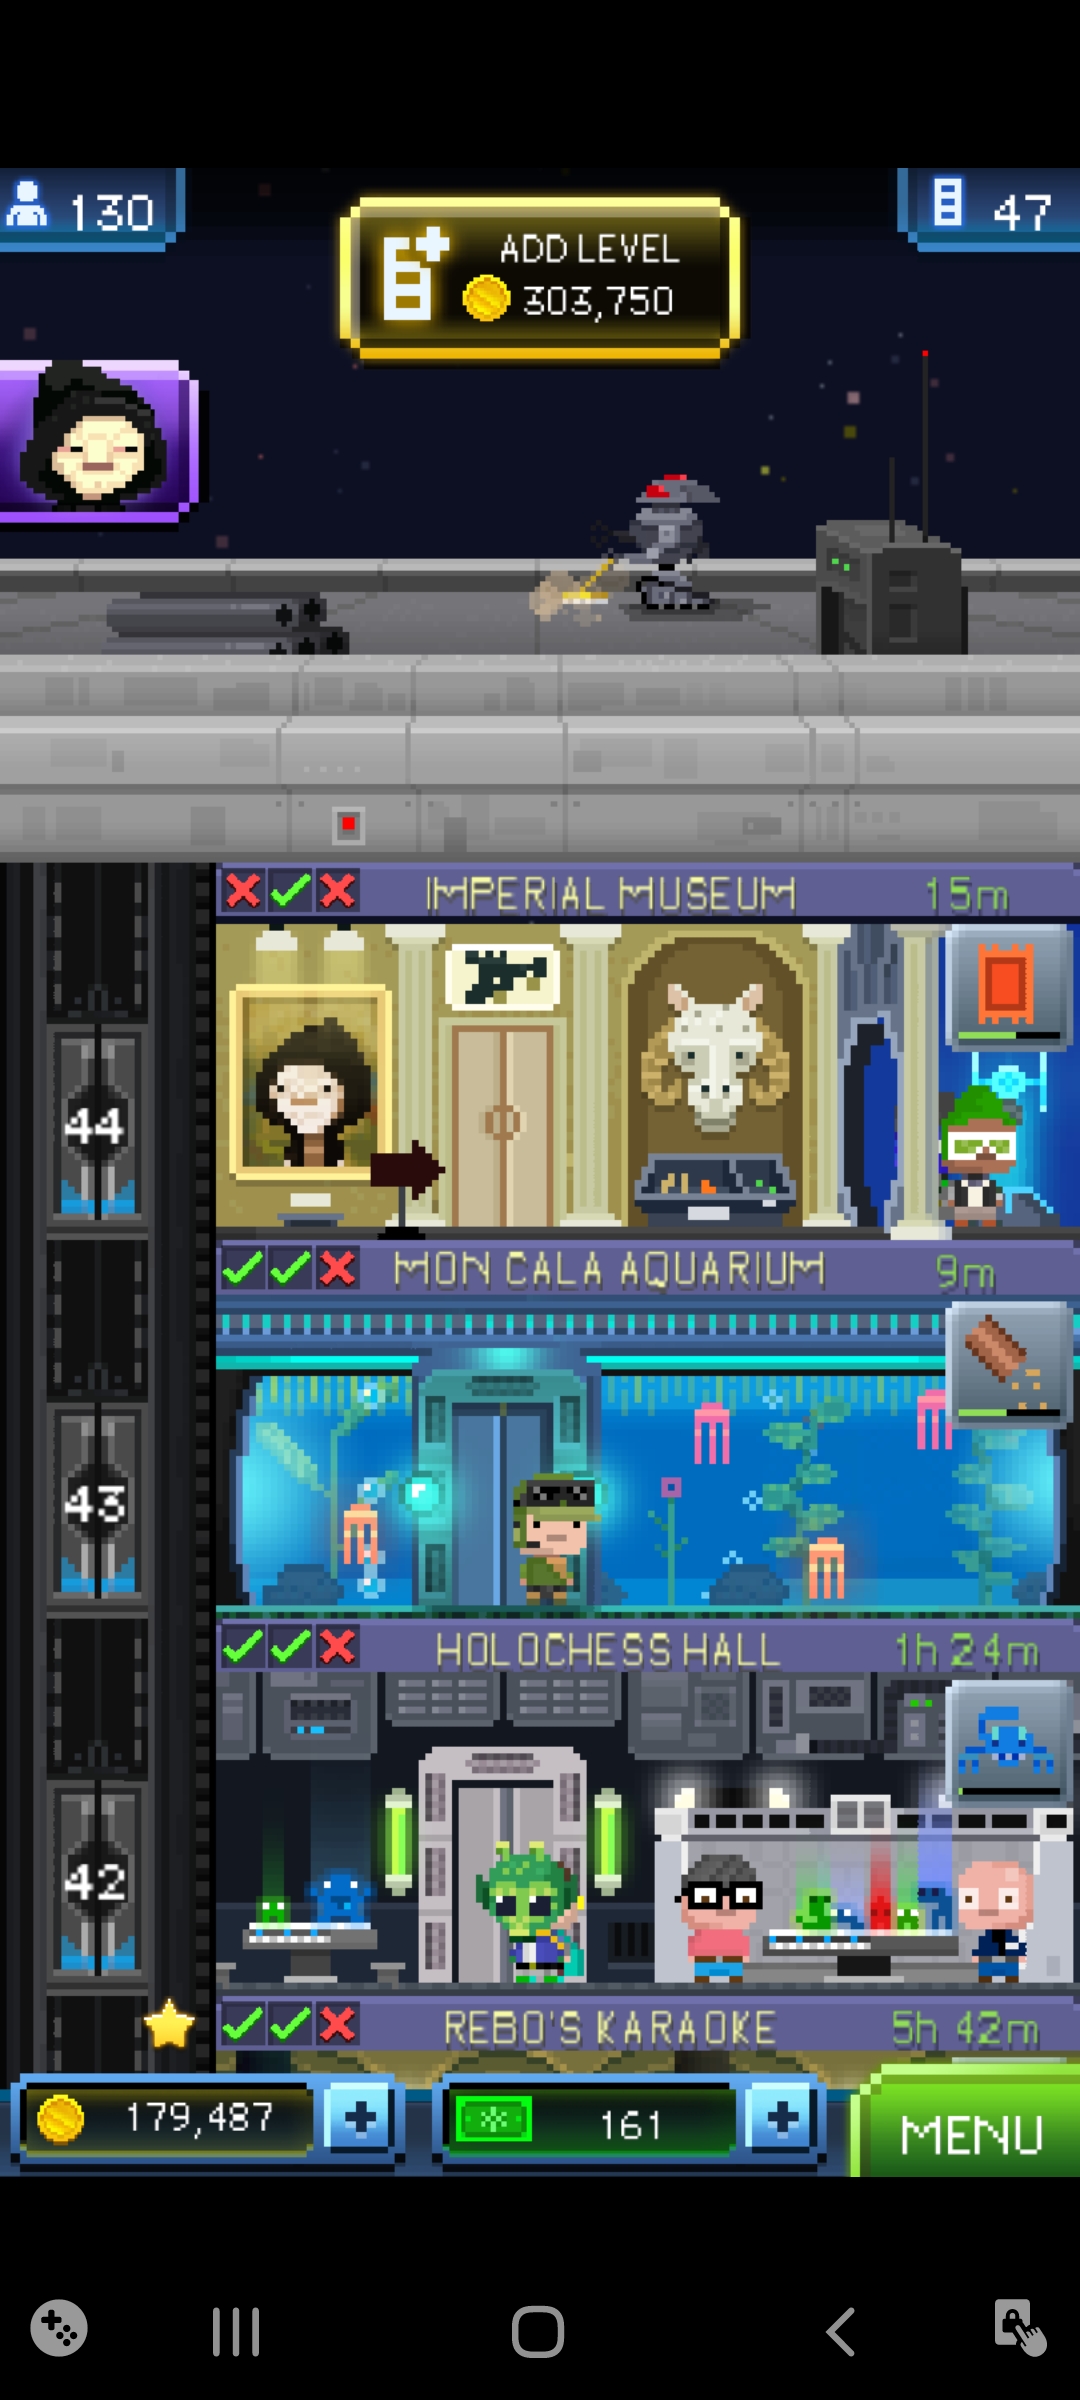 130
ADD LEVEL
303,750
47
IMPERIAL MUSEUM 15m
44
MON CALA AQUARIUM 9m
43
HOLOCHESS HALL 1h 24m
42
REBO'S KARAOKE 5h 42m
179,487
161
MENU